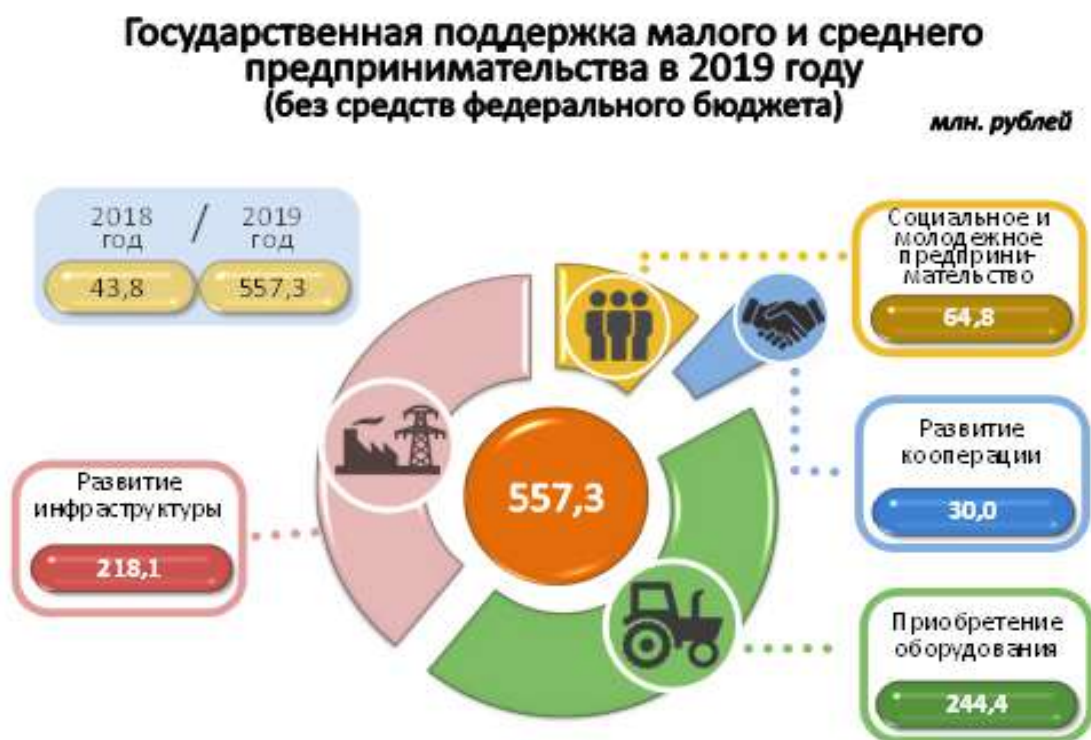 Государственная поддержка малого и среднего
предпринимательства в 2019 году
(без средств федерального бюджета)
млн. рублей
2018 / 2019
год год
43,8 557,3
Социальное и
молодежное
предприни-
мательство
64,8
Развитие
кооперации
30,0
Развитие
инфраструктуры
218,1
557,3
Приобретение
оборудования
244,4